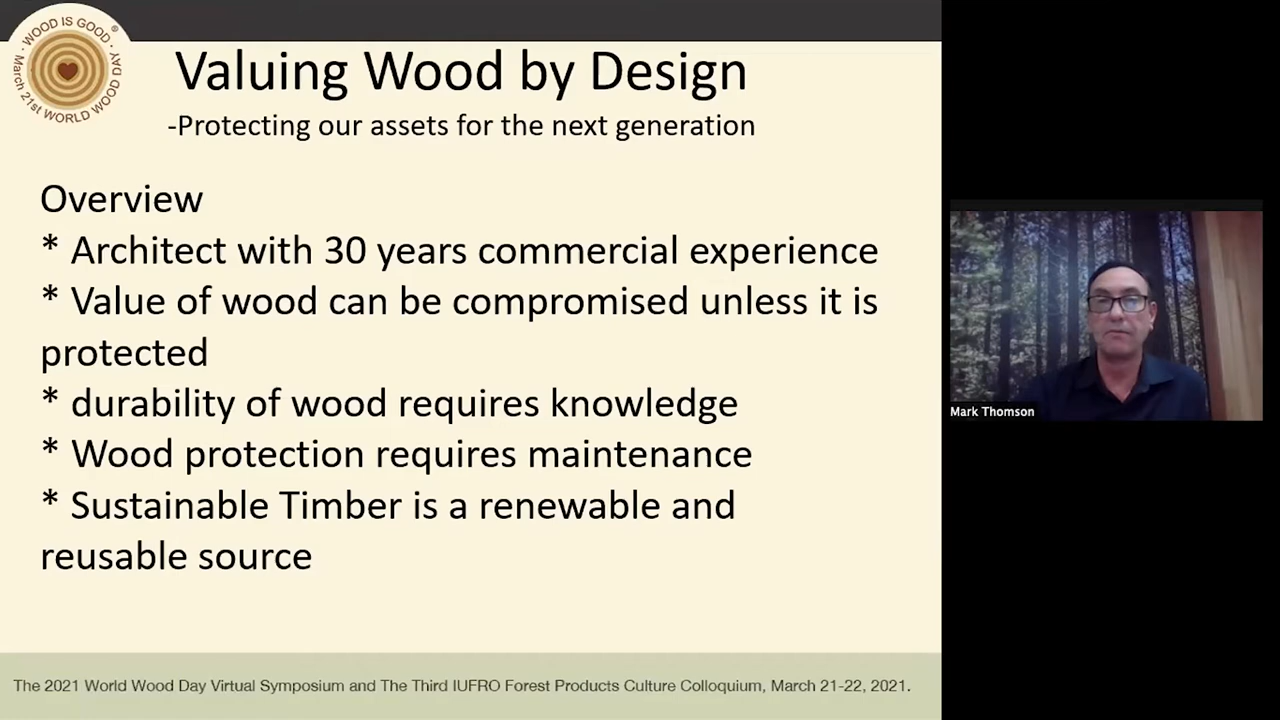 WOOD IS GOOD ®
March 21st WORLD WOOD DAY
Valuing Wood by Design
-Protecting our assets for the next generation
Overview
* Architect with 30 years commercial experience
* Value of wood can be compromised unless it is
protected
* durability of wood requires knowledge
* Wood protection requires maintenance
* Sustainable Timber is a renewable and
reusable source
Mark Thomson
The 2021 World Wood Day Virtual Symposium and The Third IUFRO Forest Products Culture Colloquium, March 21-22, 2021.